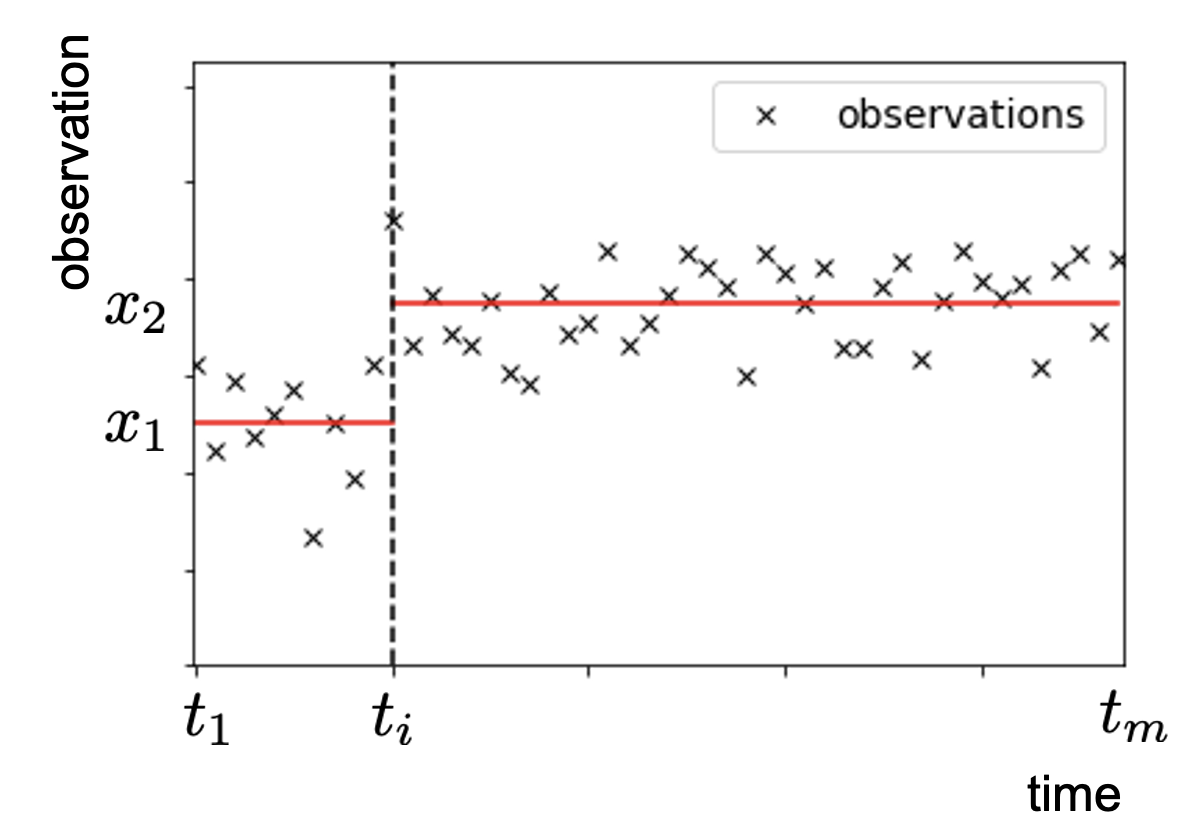 observation
observations
x₂
x₁
t₁
tᵢ
tₘ
time